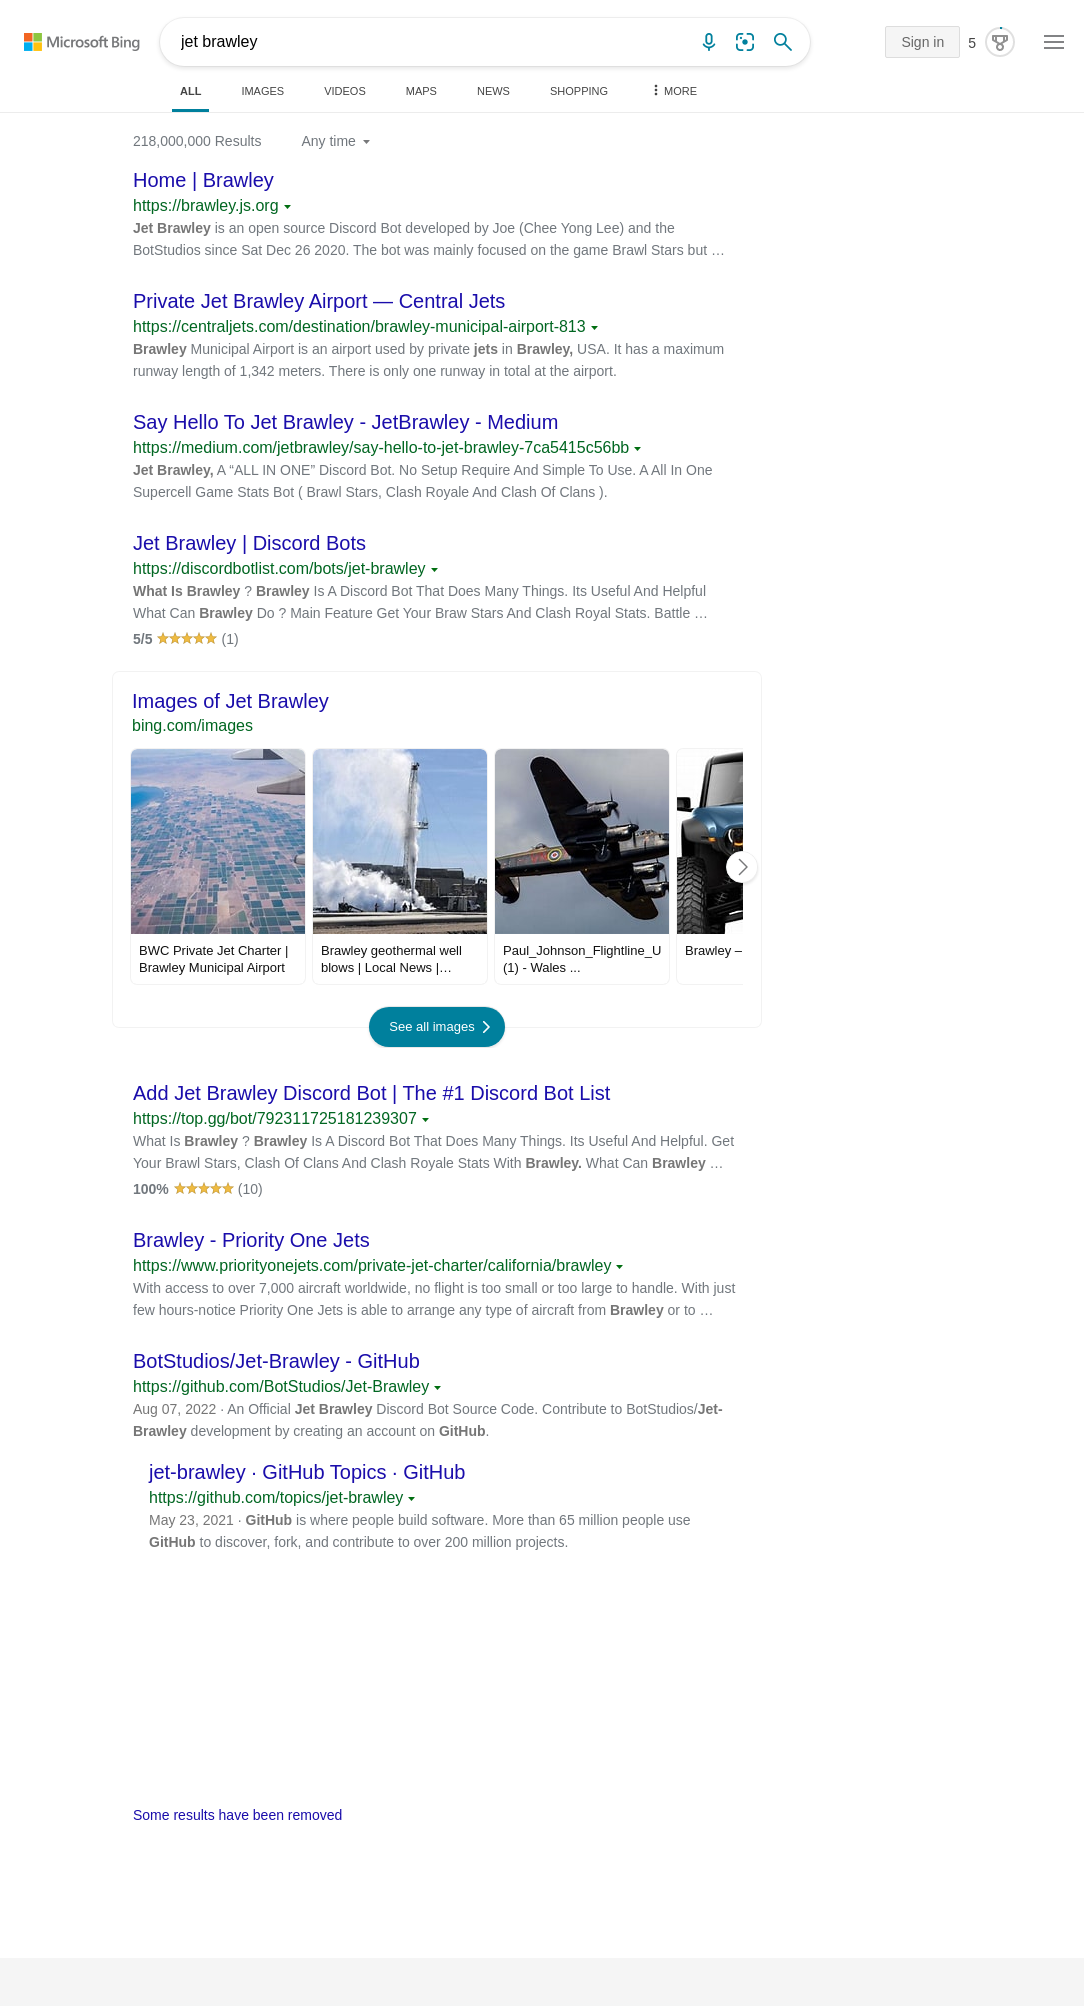 Microsoft Bing
jet brawley
Sign in
5
ALL IMAGES VIDEOS MAPS NEWS SHOPPING MORE
218,000,000 Results Any time
Home | Brawley
https://brawley.js.org
Jet Brawley is an open source Discord Bot developed by Joe (Chee Yong Lee) and the
BotStudios since Sat Dec 26 2020. The bot was mainly focused on the game Brawl Stars but …
Private Jet Brawley Airport — Central Jets
https://centraljets.com/destination/brawley-municipal-airport-813
Brawley Municipal Airport is an airport used by private jets in Brawley, USA. It has a maximum
runway length of 1,342 meters. There is only one runway in total at the airport.
Say Hello To Jet Brawley - JetBrawley - Medium
https://medium.com/jetbrawley/say-hello-to-jet-brawley-7ca5415c56bb
Jet Brawley, A “ALL IN ONE” Discord Bot. No Setup Require And Simple To Use. A All In One
Supercell Game Stats Bot ( Brawl Stars, Clash Royale And Clash Of Clans ).
Jet Brawley | Discord Bots
https://discordbotlist.com/bots/jet-brawley
What Is Brawley ? Brawley Is A Discord Bot That Does Many Things. Its Useful And Helpful
What Can Brawley Do ? Main Feature Get Your Braw Stars And Clash Royal Stats. Battle …
5/5 (1)
Images of Jet Brawley
bing.com/images
BWC Private Jet Charter |
Brawley Municipal Airport
Brawley geothermal well
blows | Local News |…
Paul_Johnson_Flightline_U
(1) - Wales ...
Brawley –
See all images
Add Jet Brawley Discord Bot | The #1 Discord Bot List
https://top.gg/bot/792311725181239307
What Is Brawley ? Brawley Is A Discord Bot That Does Many Things. Its Useful And Helpful. Get
Your Brawl Stars, Clash Of Clans And Clash Royale Stats With Brawley. What Can Brawley …
100% (10)
Brawley - Priority One Jets
https://www.priorityonejets.com/private-jet-charter/california/brawley
With access to over 7,000 aircraft worldwide, no flight is too small or too large to handle. With just
few hours-notice Priority One Jets is able to arrange any type of aircraft from Brawley or to …
BotStudios/Jet-Brawley - GitHub
https://github.com/BotStudios/Jet-Brawley
Aug 07, 2022 · An Official Jet Brawley Discord Bot Source Code. Contribute to BotStudios/Jet-
Brawley development by creating an account on GitHub.
jet-brawley · GitHub Topics · GitHub
https://github.com/topics/jet-brawley
May 23, 2021 · GitHub is where people build software. More than 65 million people use
GitHub to discover, fork, and contribute to over 200 million projects.
Some results have been removed